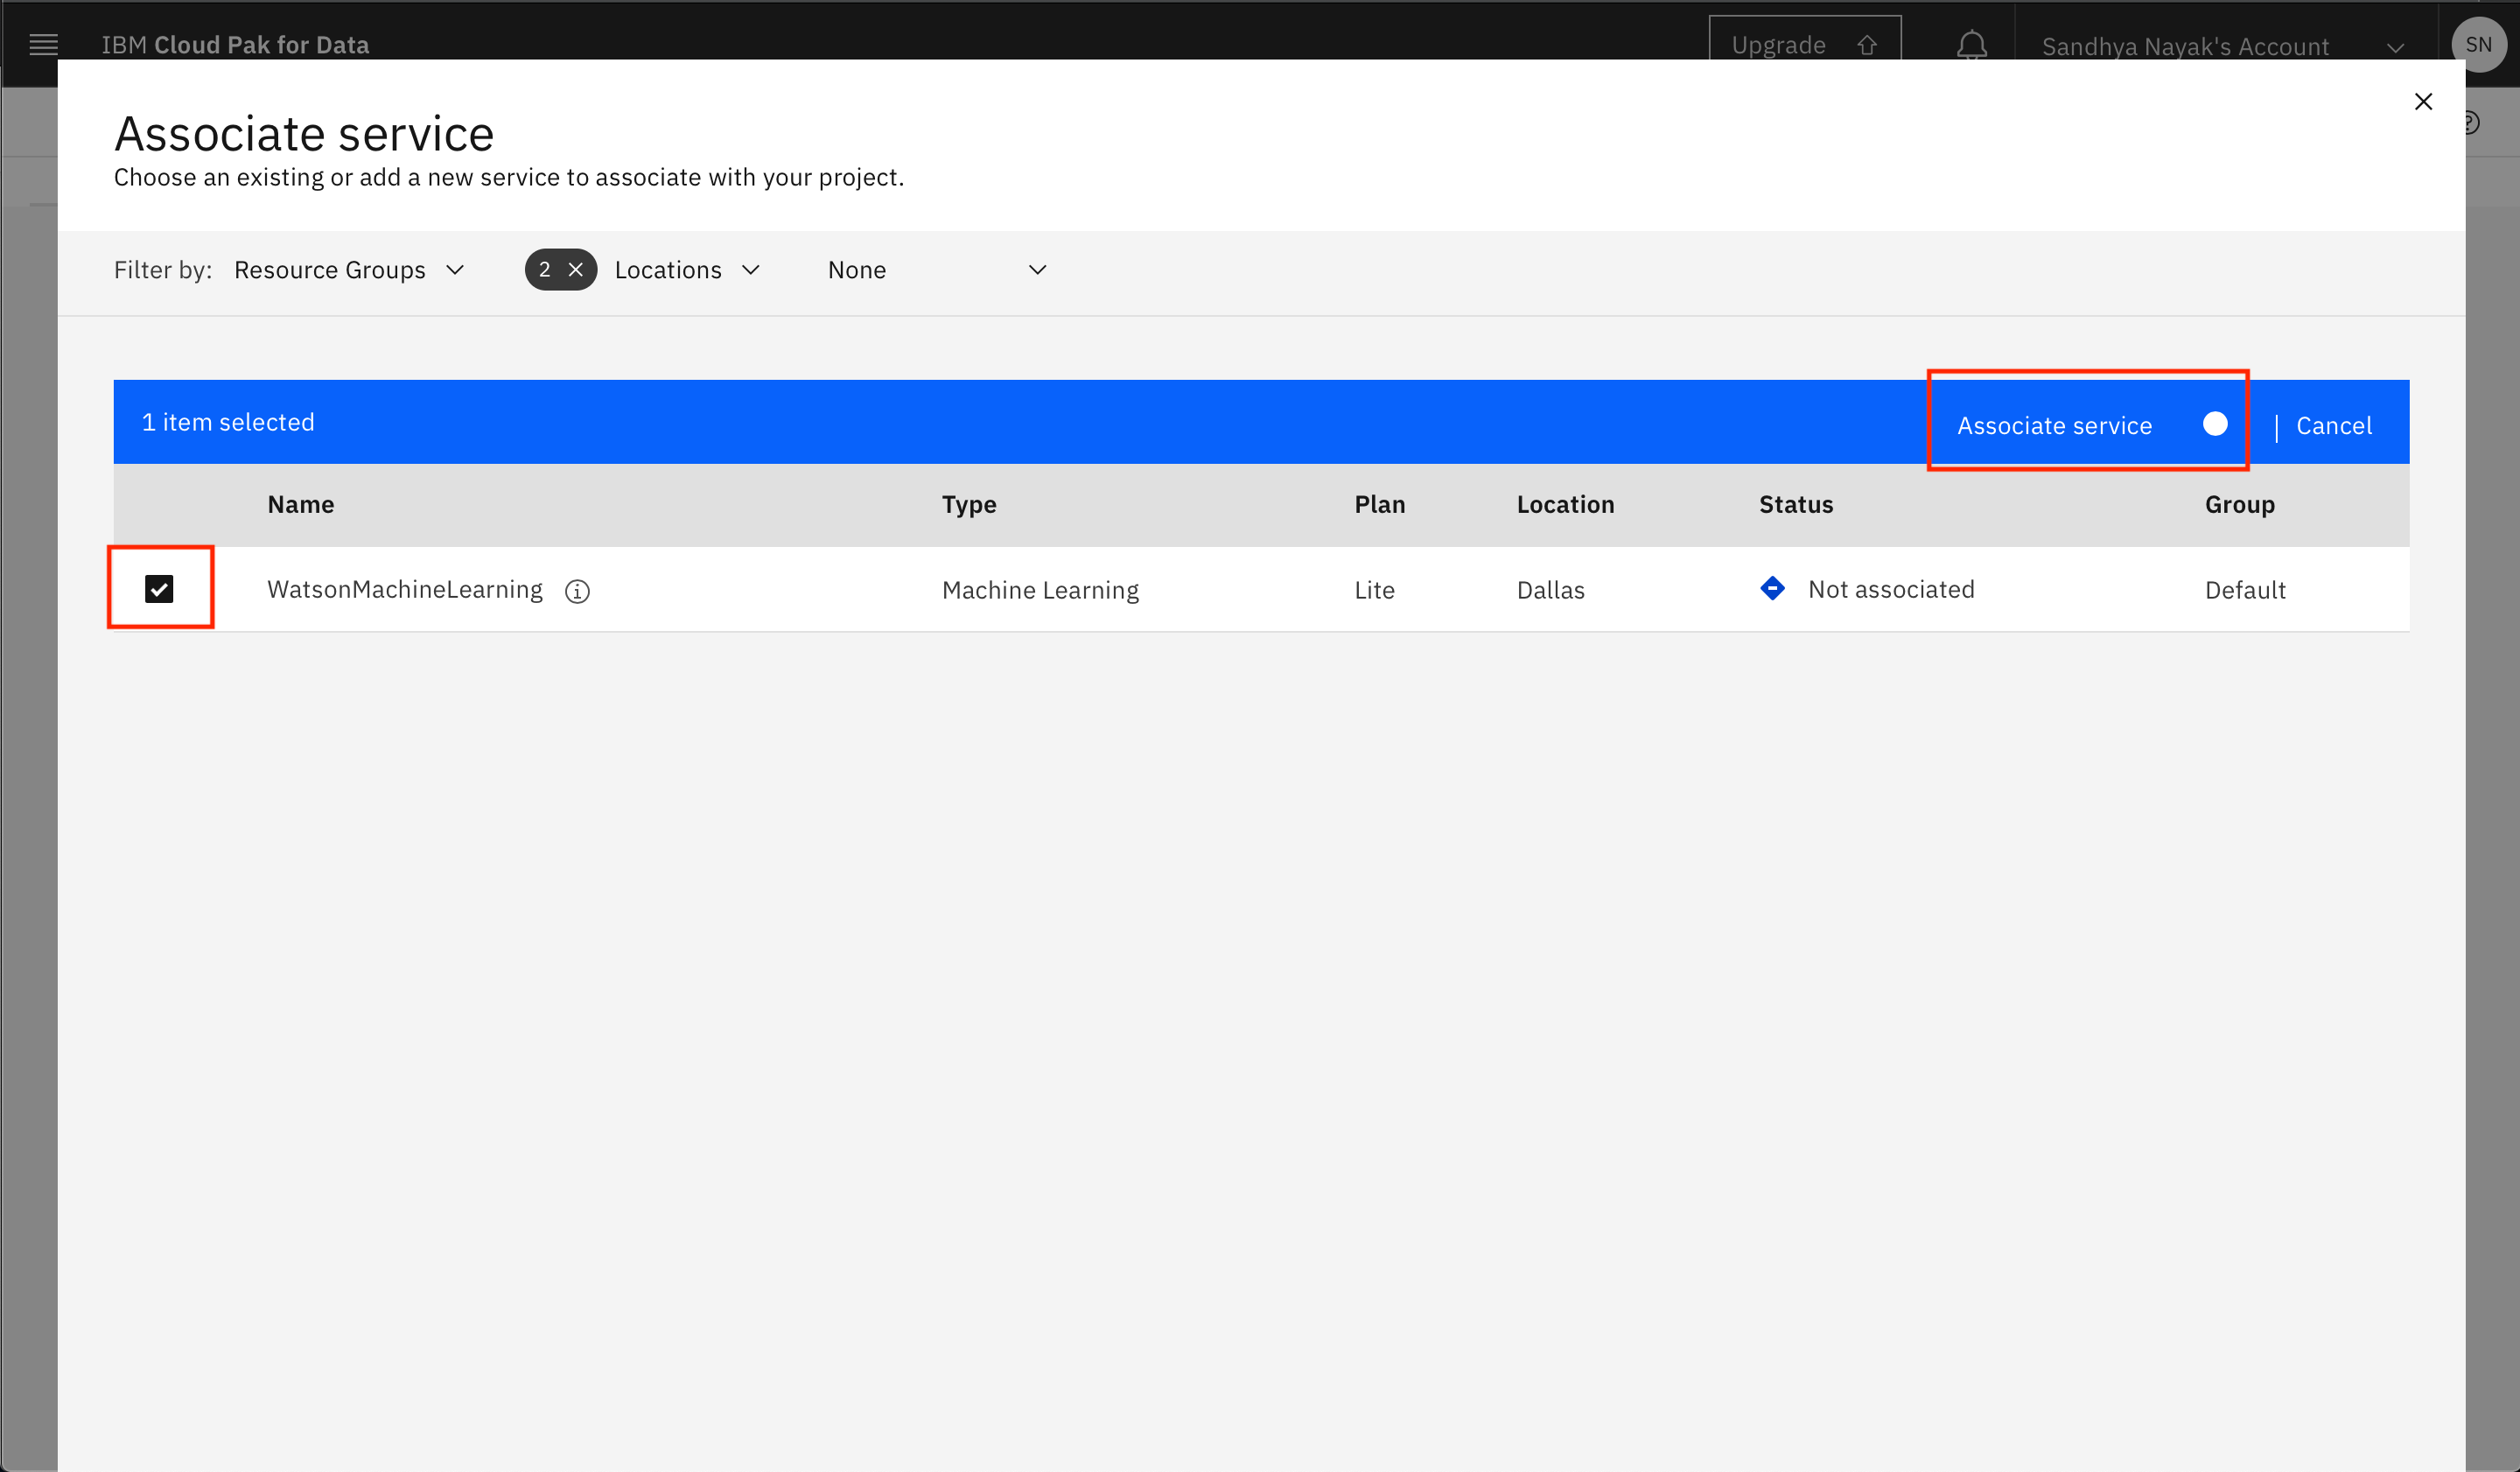 IBM Cloud Pak for Data
Upgrade
Sandhya Nayak's Account
SN
Associate service
Choose an existing or add a new service to associate with your project.
Filter by: Resource Groups 2 Locations None
1 item selected Associate service | Cancel
Name Type Plan Location Status Group
WatsonMachineLearning Machine Learning Lite Dallas Not associated Default